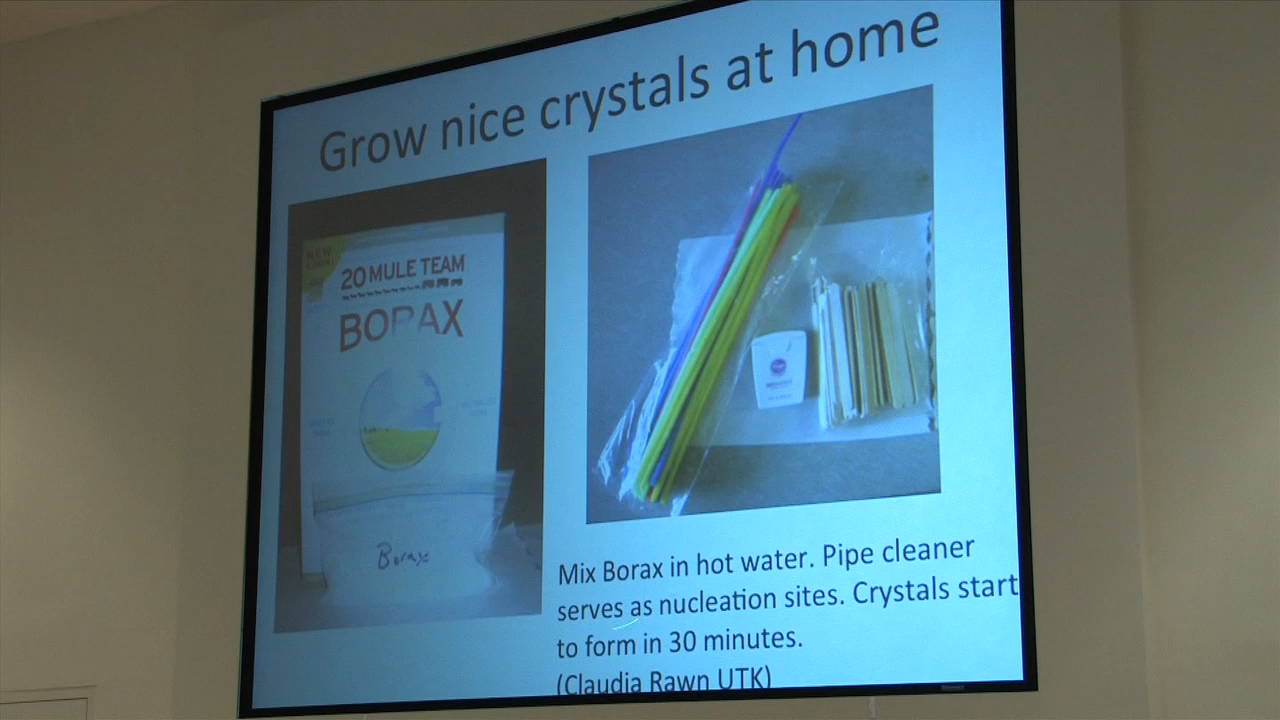 Grow nice crystals at home
NEW
20 MULE TEAM
BORAX
Borax
Mix Borax in hot water. Pipe cleaner
serves as nucleation sites. Crystals start
to form in 30 minutes.
(Claudia Rawn UTK)